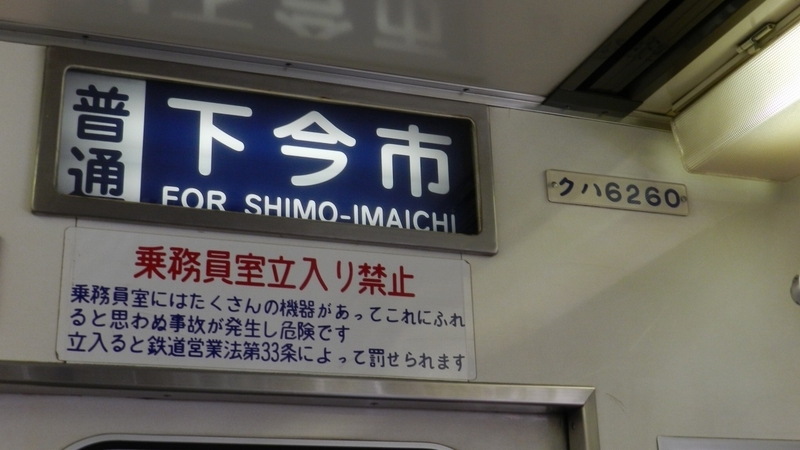 普通
下今市
FOR SHIMO-IMAICHI
クハ6260
乗務員室立入り禁止
乗務員室にはたくさんの機器があってこれにふれ
ると思わぬ事故が発生し危険です
立入ると鉄道営業法第33条によって罰せられます